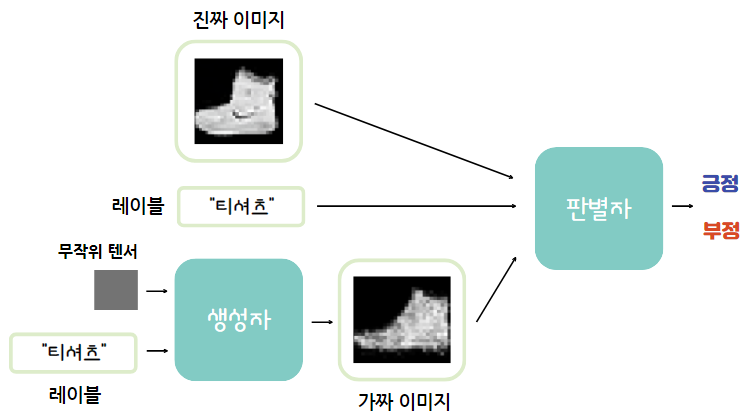 진짜 이미지
레이블
"티셔츠"
무작위 텐서
"티셔츠"
레이블
생성자
가짜 이미지
판별자
긍정
부정